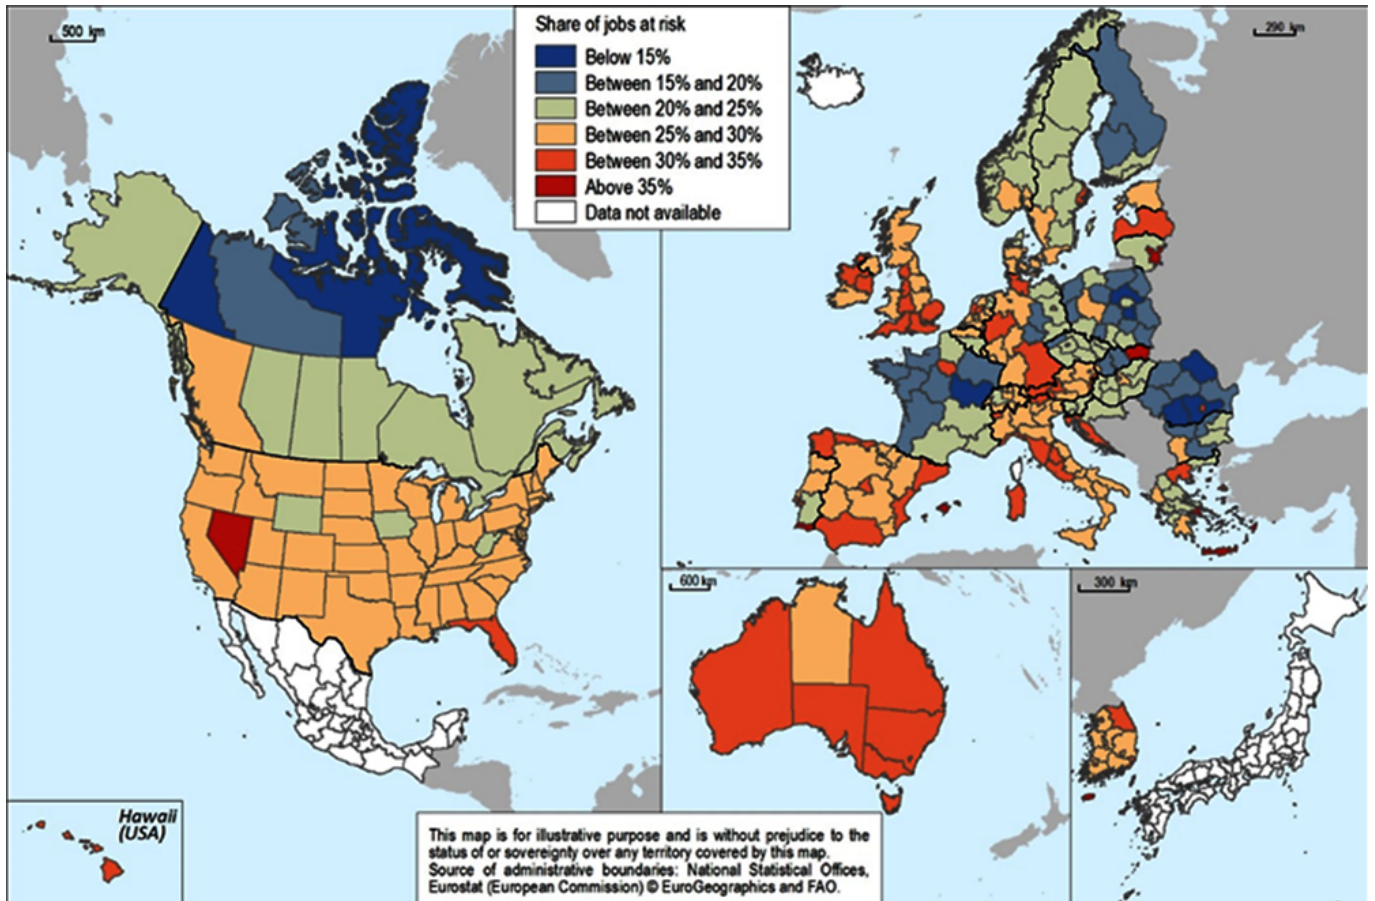 500 km
Share of jobs at risk
Below 15%
Between 15% and 20%
Between 20% and 25%
Between 25% and 30%
Between 30% and 35%
Above 35%
Data not available
290 km
600 km
300 km
Hawaii
(USA)
This map is for illustrative purpose and is without prejudice to the
status of or sovereignty over any territory covered by this map.
Source of administrative boundaries: National Statistical Offices,
Eurostat (European Commission) © EuroGeographics and FAO.